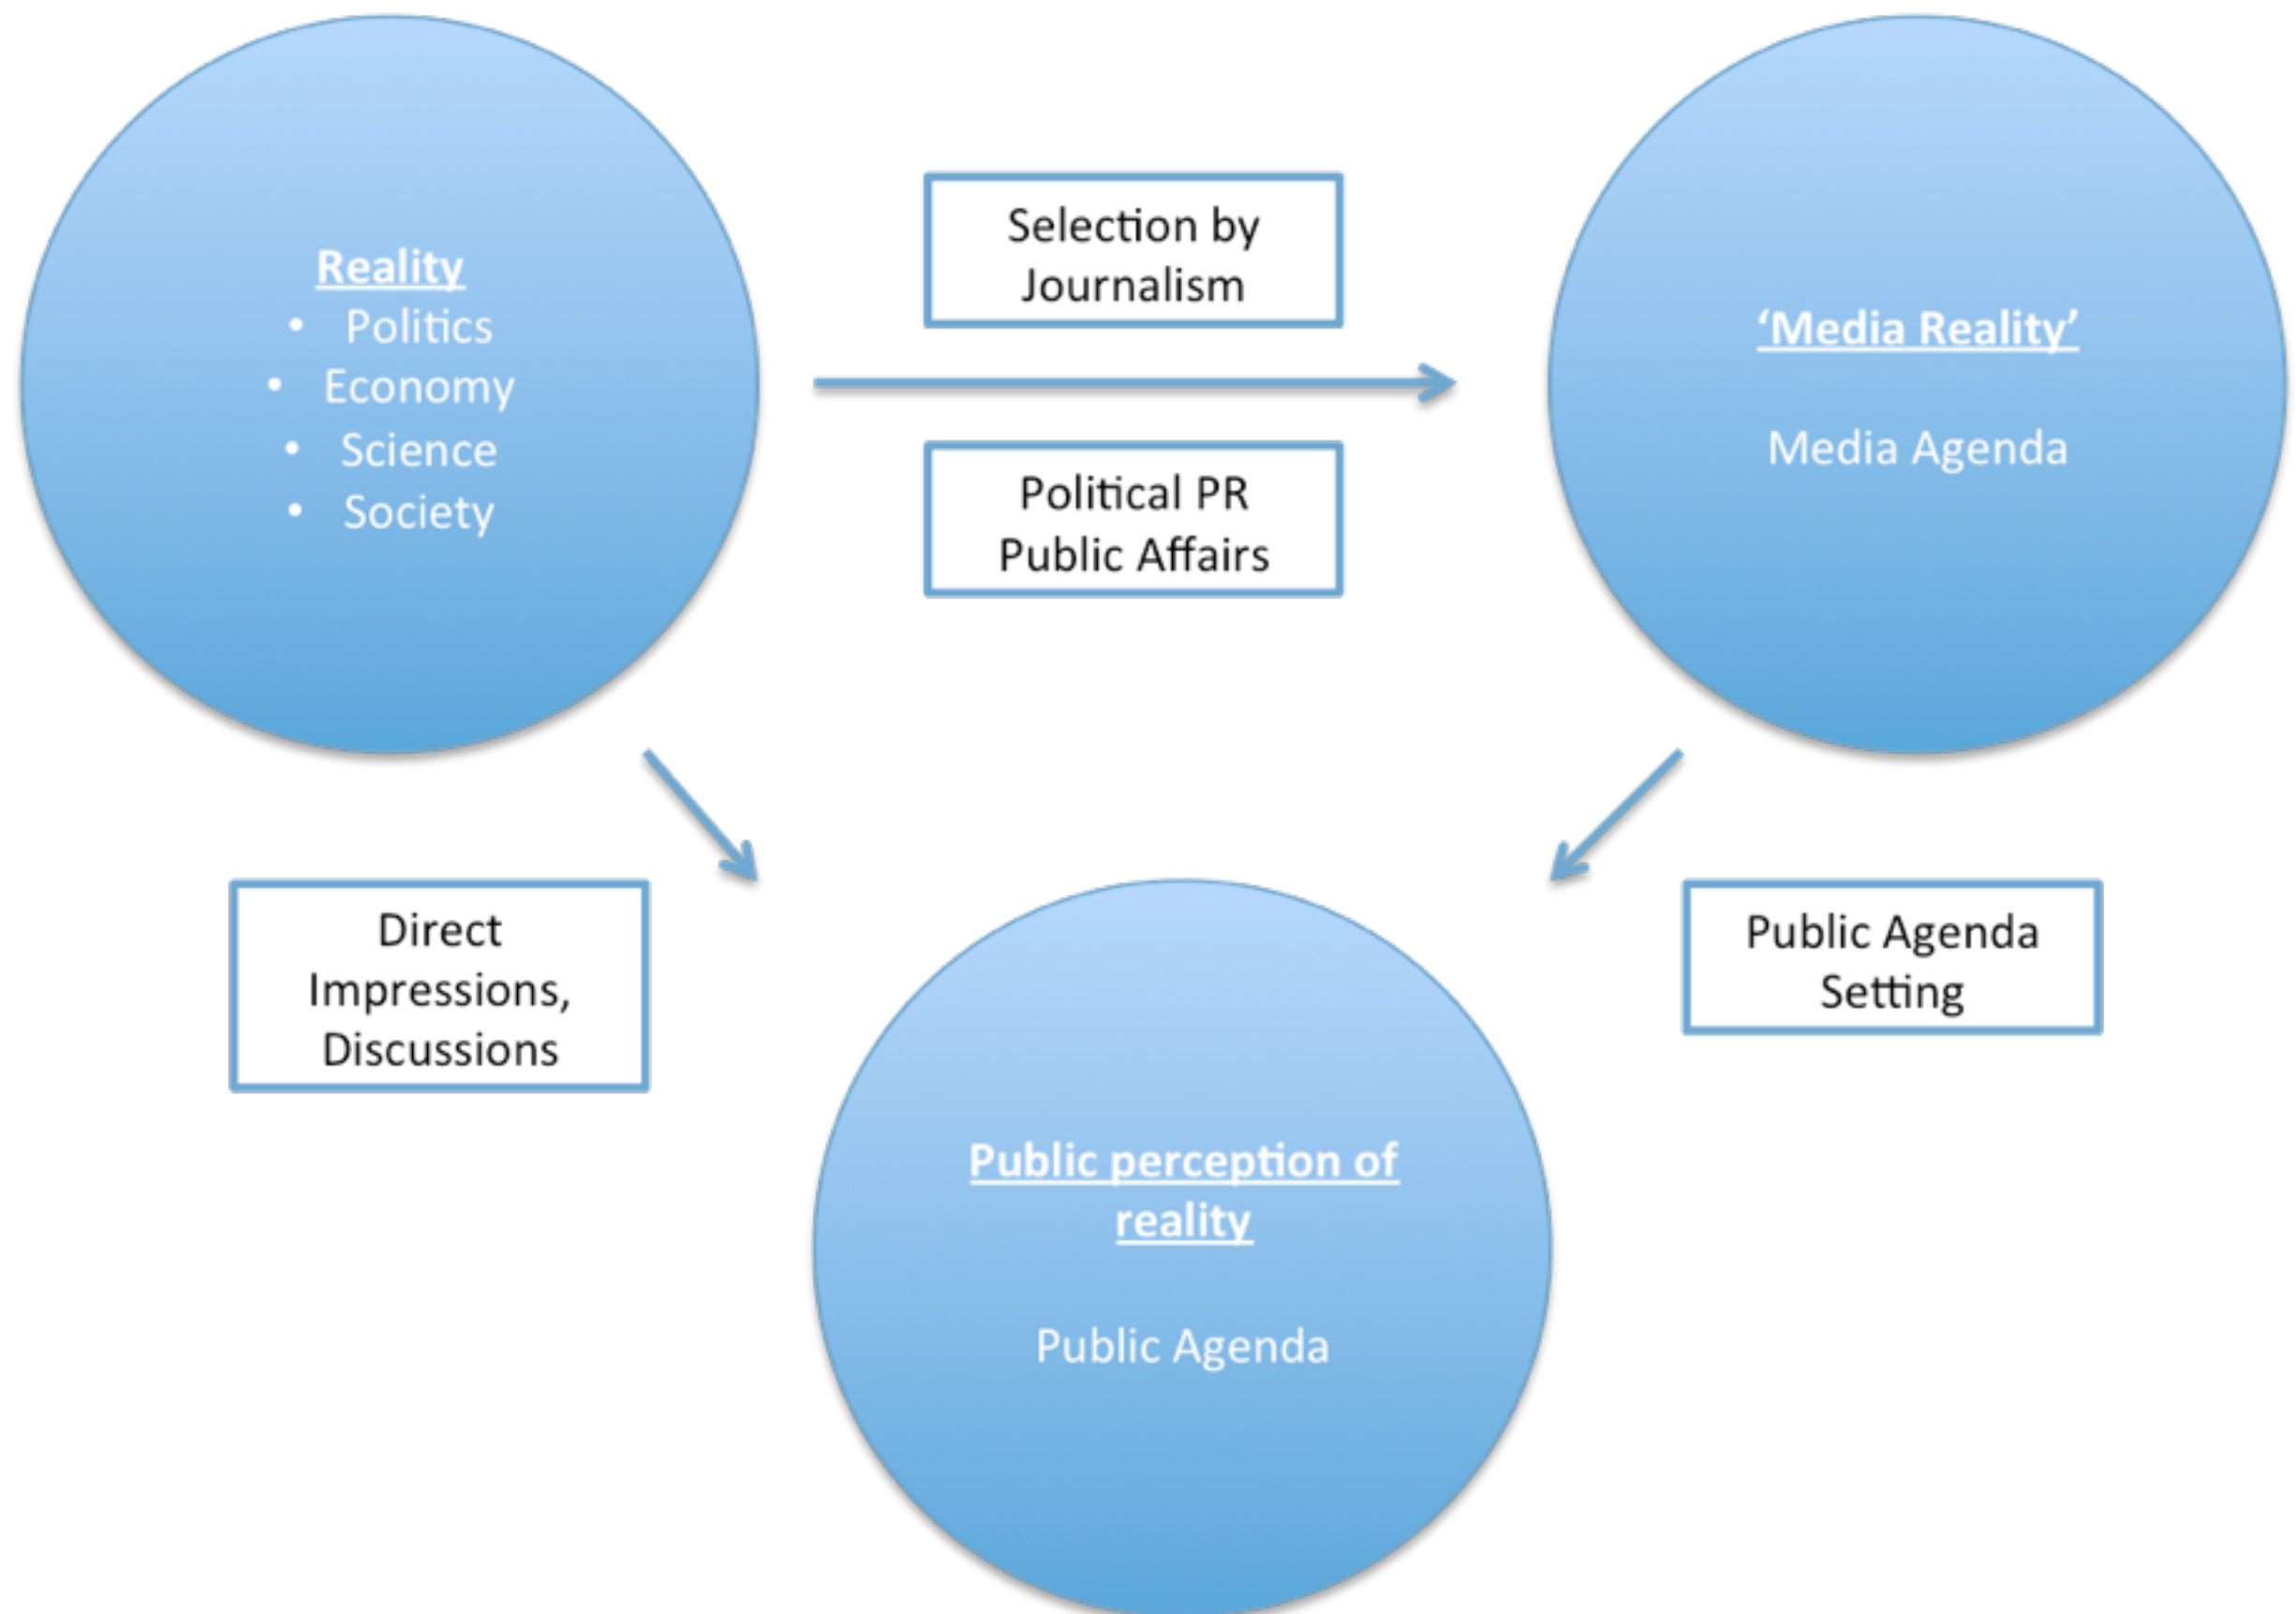 Reality
• Politics
• Economy
• Science
• Society
Selection by
Journalism
Political PR
Public Affairs
‘Media Reality’
Media Agenda
Direct
Impressions,
Discussions
Public Agenda
Setting
Public perception of
reality
Public Agenda